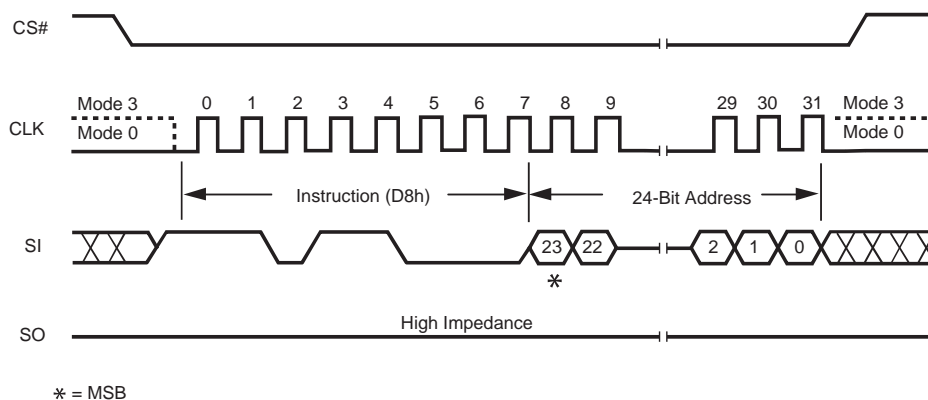 CS#
Mode 3 0 1 2 3 4 5 6 7 8 9 29 30 31 Mode 3
CLK Mode 0 Mode 0
Instruction (D8h) 24-Bit Address
SI 23 22 2 1 0
*
High Impedance
SO
* = MSB